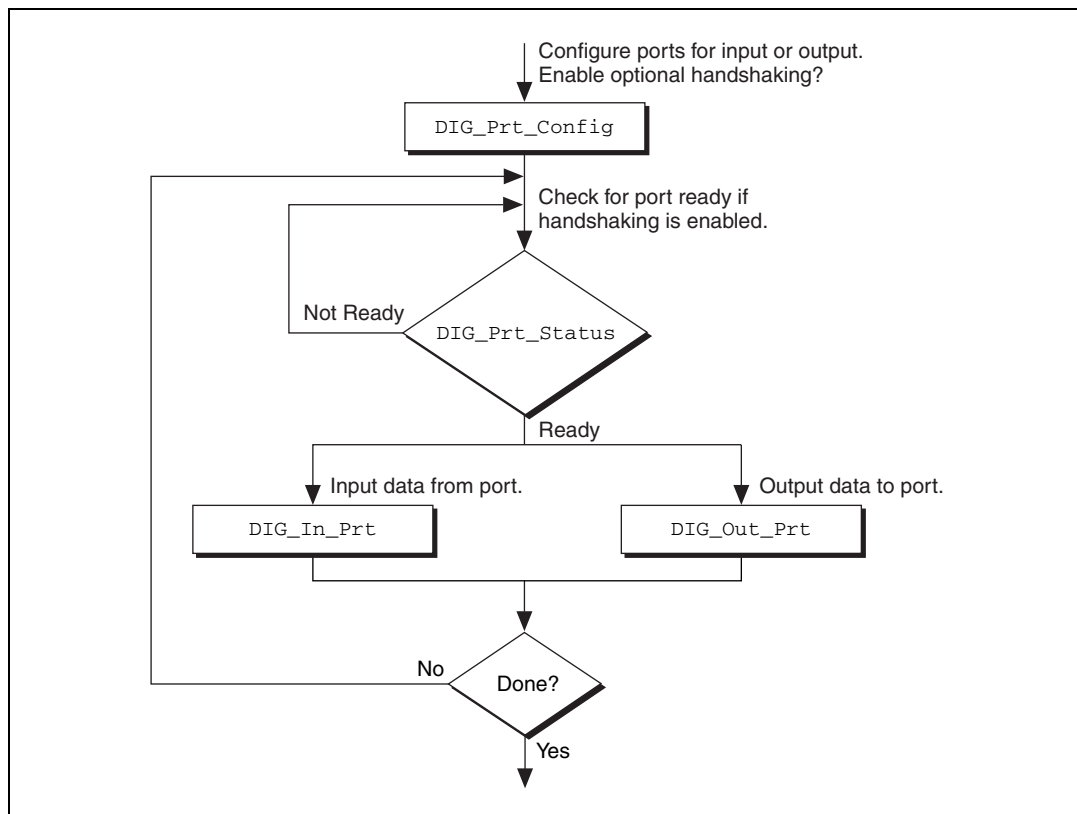 Configure ports for input or output.
Enable optional handshaking?
DIG_Prt_Config
Check for port ready if
handshaking is enabled.
Not Ready
DIG_Prt_Status
Ready
Input data from port.
Output data to port.
DIG_In_Prt
DIG_Out_Prt
No
Done?
Yes